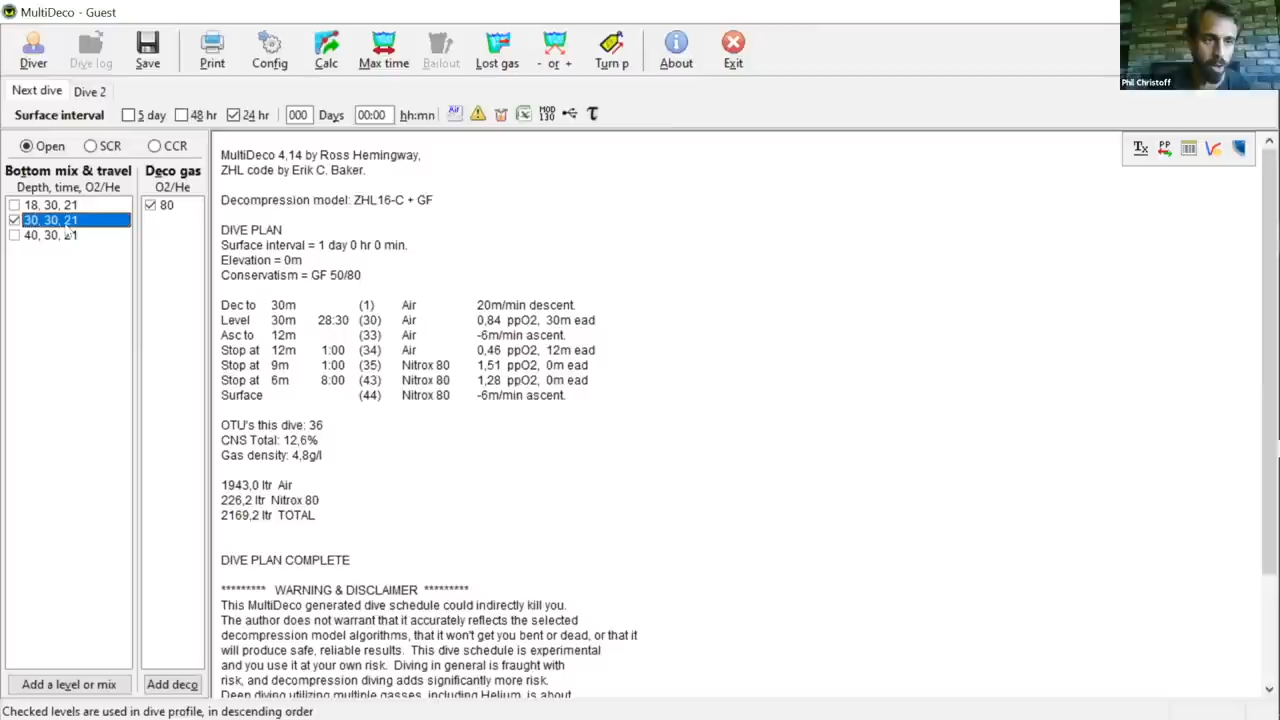 MultiDeco - Guest
Phil Christoff
Diver Dive log Save Print Config Calc Max time Bailout Lost gas - or + Turn p About Exit
Next dive Dive 2
Surface interval 5 day 48 hr 24 hr 000 Days 00:00 hh:mn Air MOD 130 τ
Open SCR CCR
Bottom mix & travel Deco gas
Depth, time, O2/He O2/He
18, 30, 21 80
30, 30, 21
40, 30, 21
Tx PP
MultiDeco 4,14 by Ross Hemingway,
ZHL code by Erik C. Baker.
Decompression model: ZHL16-C + GF
DIVE PLAN
Surface interval = 1 day 0 hr 0 min.
Elevation = 0m
Conservatism = GF 50/80
Dec to 30m (1) Air 20m/min descent.
Level 30m 28:30 (30) Air 0,84 ppO2, 30m ead
Asc to 12m (33) Air -6m/min ascent.
Stop at 12m 1:00 (34) Air 0,46 ppO2, 12m ead
Stop at 9m 1:00 (35) Nitrox 80 1,51 ppO2, 0m ead
Stop at 6m 8:00 (43) Nitrox 80 1,28 ppO2, 0m ead
Surface (44) Nitrox 80 -6m/min ascent.
OTU's this dive: 36
CNS Total: 12,6%
Gas density: 4,8g/l
1943,0 ltr Air
226,2 ltr Nitrox 80
2169,2 ltr TOTAL
DIVE PLAN COMPLETE
********* WARNING & DISCLAIMER *********
This MultiDeco generated dive schedule could indirectly kill you.
The author does not warrant that it accurately reflects the selected
decompression model algorithms, that it won't get you bent or dead, or that it
will produce safe, reliable results. This dive schedule is experimental
and you use it at your own risk. Diving in general is fraught with
risk, and decompression diving adds significantly more risk.
Deep diving utilizing multiple gasses, including Helium, is about
Add a level or mix Add deco
Checked levels are used in dive profile, in descending order